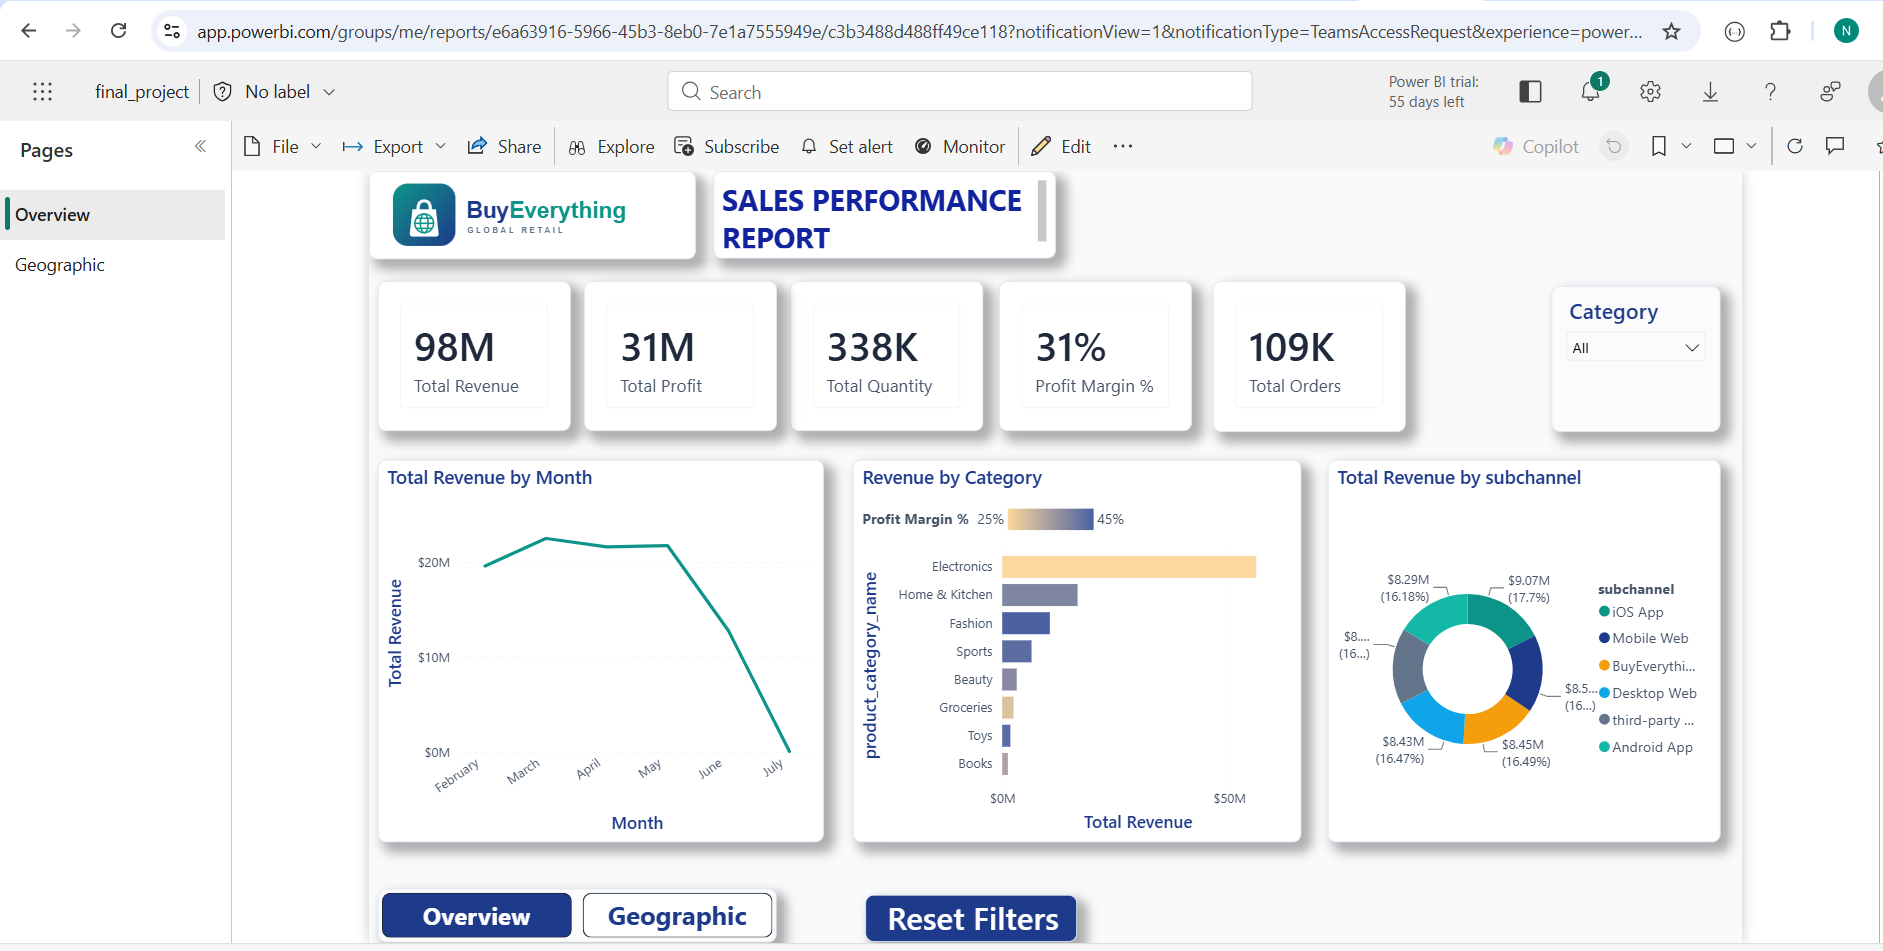 app.powerbi.com/groups/me/reports/e6a63916-5966-45b3-8eb0-7e1a7555949e/c3b3488d488ff49ce118?notificationView=1&notificationType=TeamsAccessRequest&experience=power...
N
final_project
No label
Search
Power BI trial:
55 days left
1
Pages
File
Export
Share
Explore
Subscribe
Set alert
Monitor
Edit
Copilot
Overview
Geographic
BuyEverything
GLOBAL RETAIL
SALES PERFORMANCE
REPORT
98M
Total Revenue
31M
Total Profit
338K
Total Quantity
31%
Profit Margin %
109K
Total Orders
Category
All
Total Revenue by Month
Total Revenue
$20M
$10M
$0M
February
March
April
May
June
July
Month
Revenue by Category
Profit Margin % 25% 45%
product_category_name
Electronics
Home & Kitchen
Fashion
Sports
Beauty
Groceries
Toys
Books
$0M
$50M
Total Revenue
Total Revenue by subchannel
$8.29M
(16.18%)
$9.07M
(17.7%)
$8....
(16...)
$8.5...
(16...)
$8.43M
(16.47%)
$8.45M
(16.49%)
subchannel
iOS App
Mobile Web
BuyEverythi...
Desktop Web
third-party ...
Android App
Overview
Geographic
Reset Filters